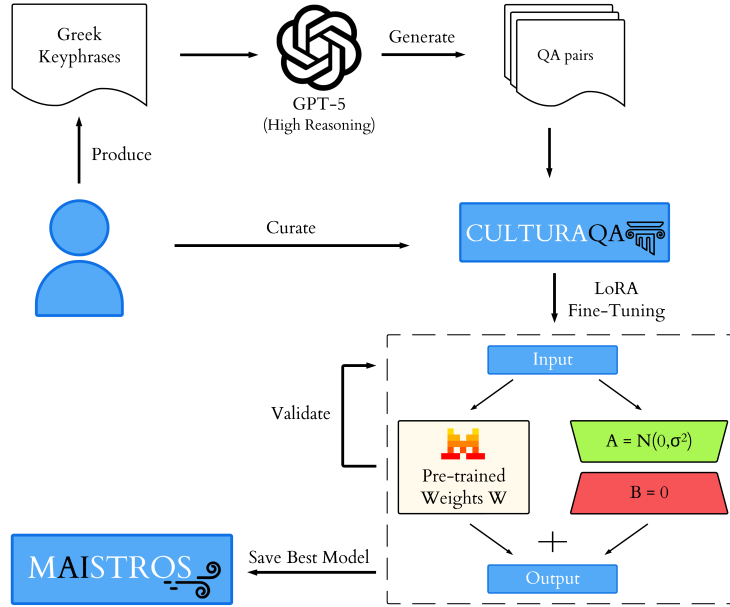 Greek
Keyphrases
Generate
QA pairs
GPT-5
(High Reasoning)
Produce
Curate
CULTURAQA
LoRA
Fine-Tuning
Input
Validate
A = N(0,σ²)
Pre-trained
Weights W
B = 0
+
Save Best Model
MAISTROS
Output